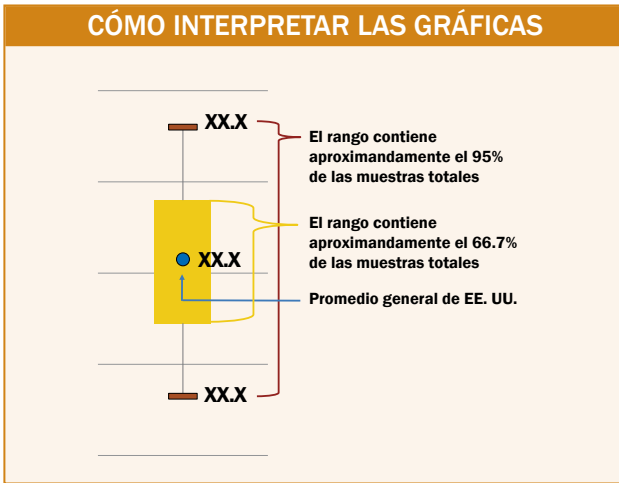 CÓMO INTERPRETAR LAS GRÁFICAS
XX.X
El rango contiene
aproximandamente el 95%
de las muestras totales
El rango contiene
aproximandamente el 66.7%
de las muestras totales
XX.X
Promedio general de EE. UU.
XX.X